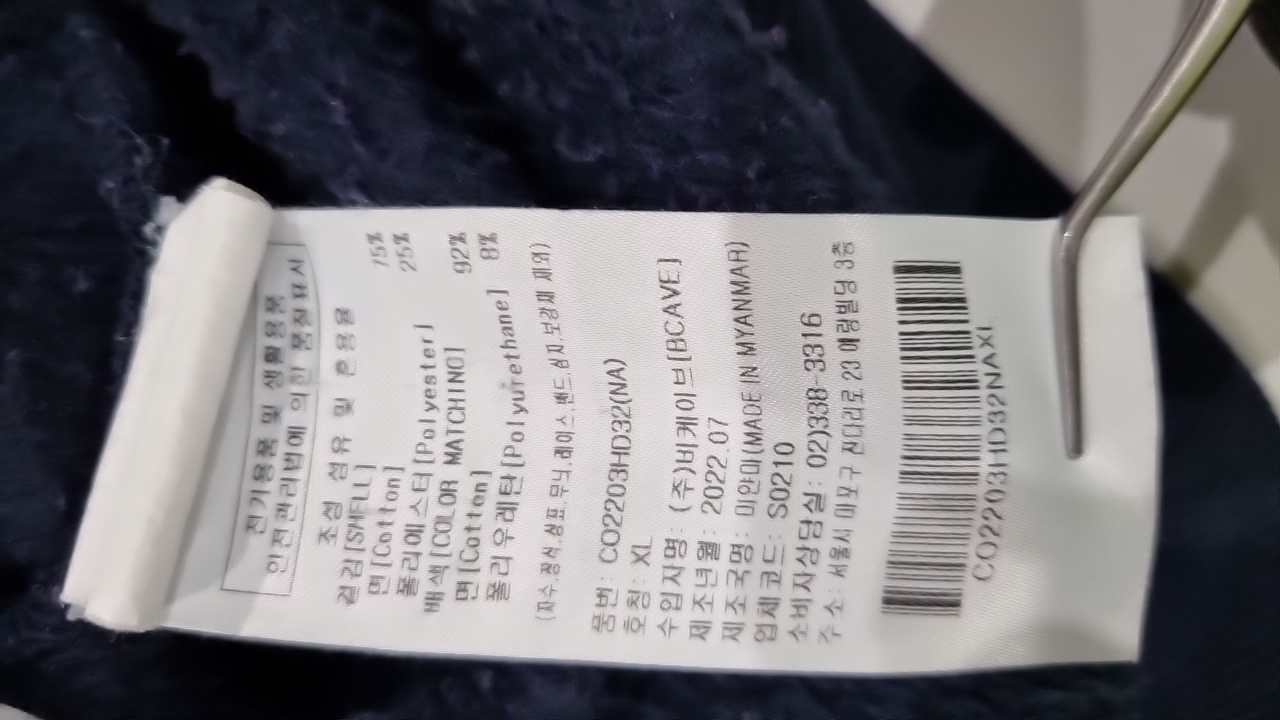 전기용품 및 생활용품
안전관리법에 의한 품질표시
조성 섬유 및 혼용율
겉감[SHELL]
면[Cotton] 75%
폴리에스터[Polyester] 25%
배색[COLOR MATCHING]
면[Cotton] 92%
폴리우레탄[Polyurethane] 8%
(자수.장식.상표.무늬.레이스.밴드.심지.보강재 제외)
품번: CO2203HD32(NA)
호칭: XL
수입자명: (주)비케이브[BCAVE]
제조년월: 2022.07
제조국명: 미얀마(MADE IN MYANMAR)
업체코드: S0210
소비자상담실: 02)338-3316
주소: 서울시 마포구 잔다리로 23 애랑빌딩 3층
CO2203HD32NAXL